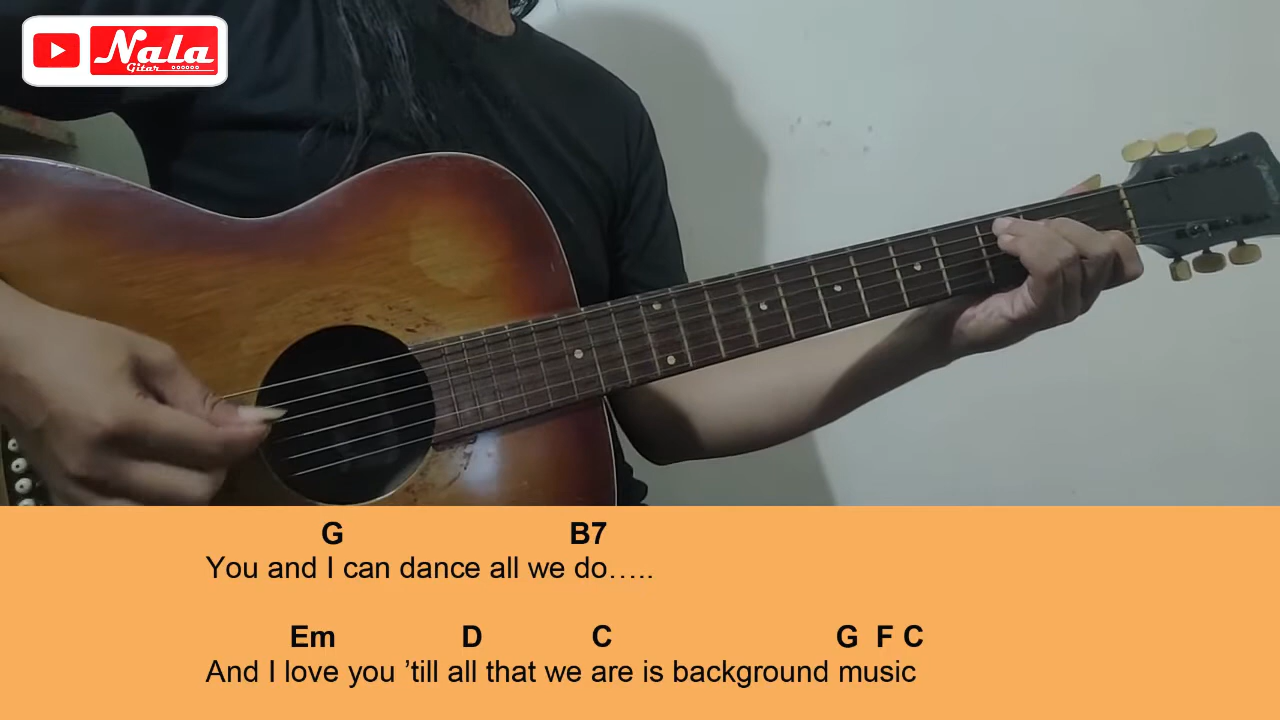 Nala
Gitar
G B7
You and I can dance all we do…..
Em D C G F C
And I love you ’till all that we are is background music